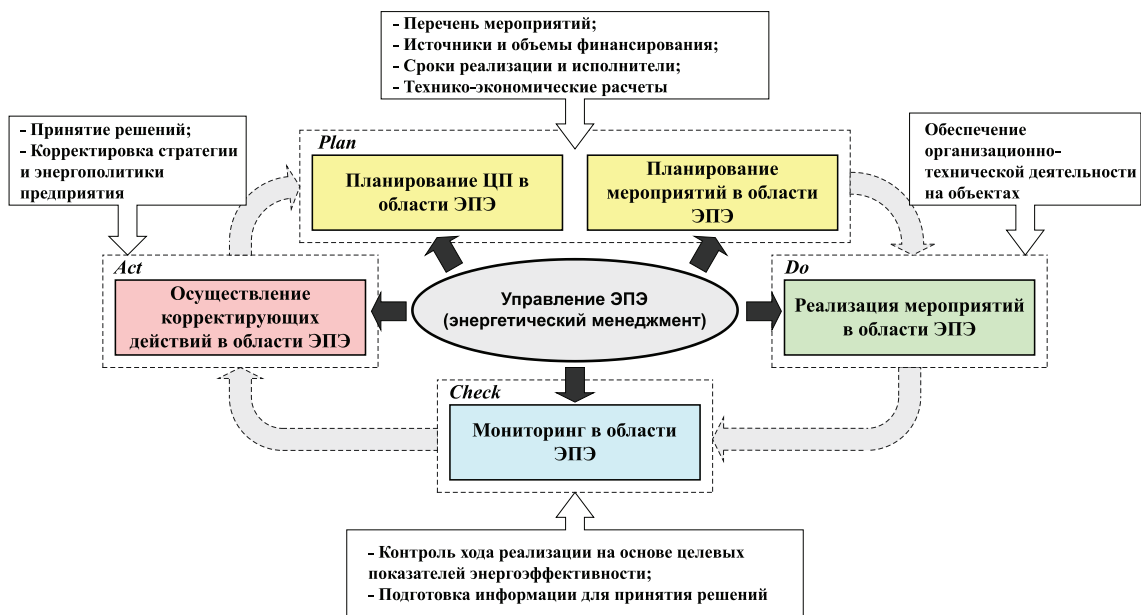 - Перечень мероприятий;
- Источники и объемы финансирования;
- Сроки реализации и исполнители;
- Технико-экономические расчеты
- Принятие решений;
- Корректировка стратегии
и энергополитики
предприятия
Обеспечение
организационно-
технической деятельности
на объектах
Plan
Планирование ЦП в
области ЭПЭ
Планирование
мероприятий в области
ЭПЭ
Act
Осуществление
корректирующих
действий в области ЭПЭ
Управление ЭПЭ
(энергетический менеджмент)
Do
Реализация мероприятий
в области ЭПЭ
Check
Мониторинг в области
ЭПЭ
- Контроль хода реализации на основе целевых
показателей энергоэффективности;
- Подготовка информации для принятия решений